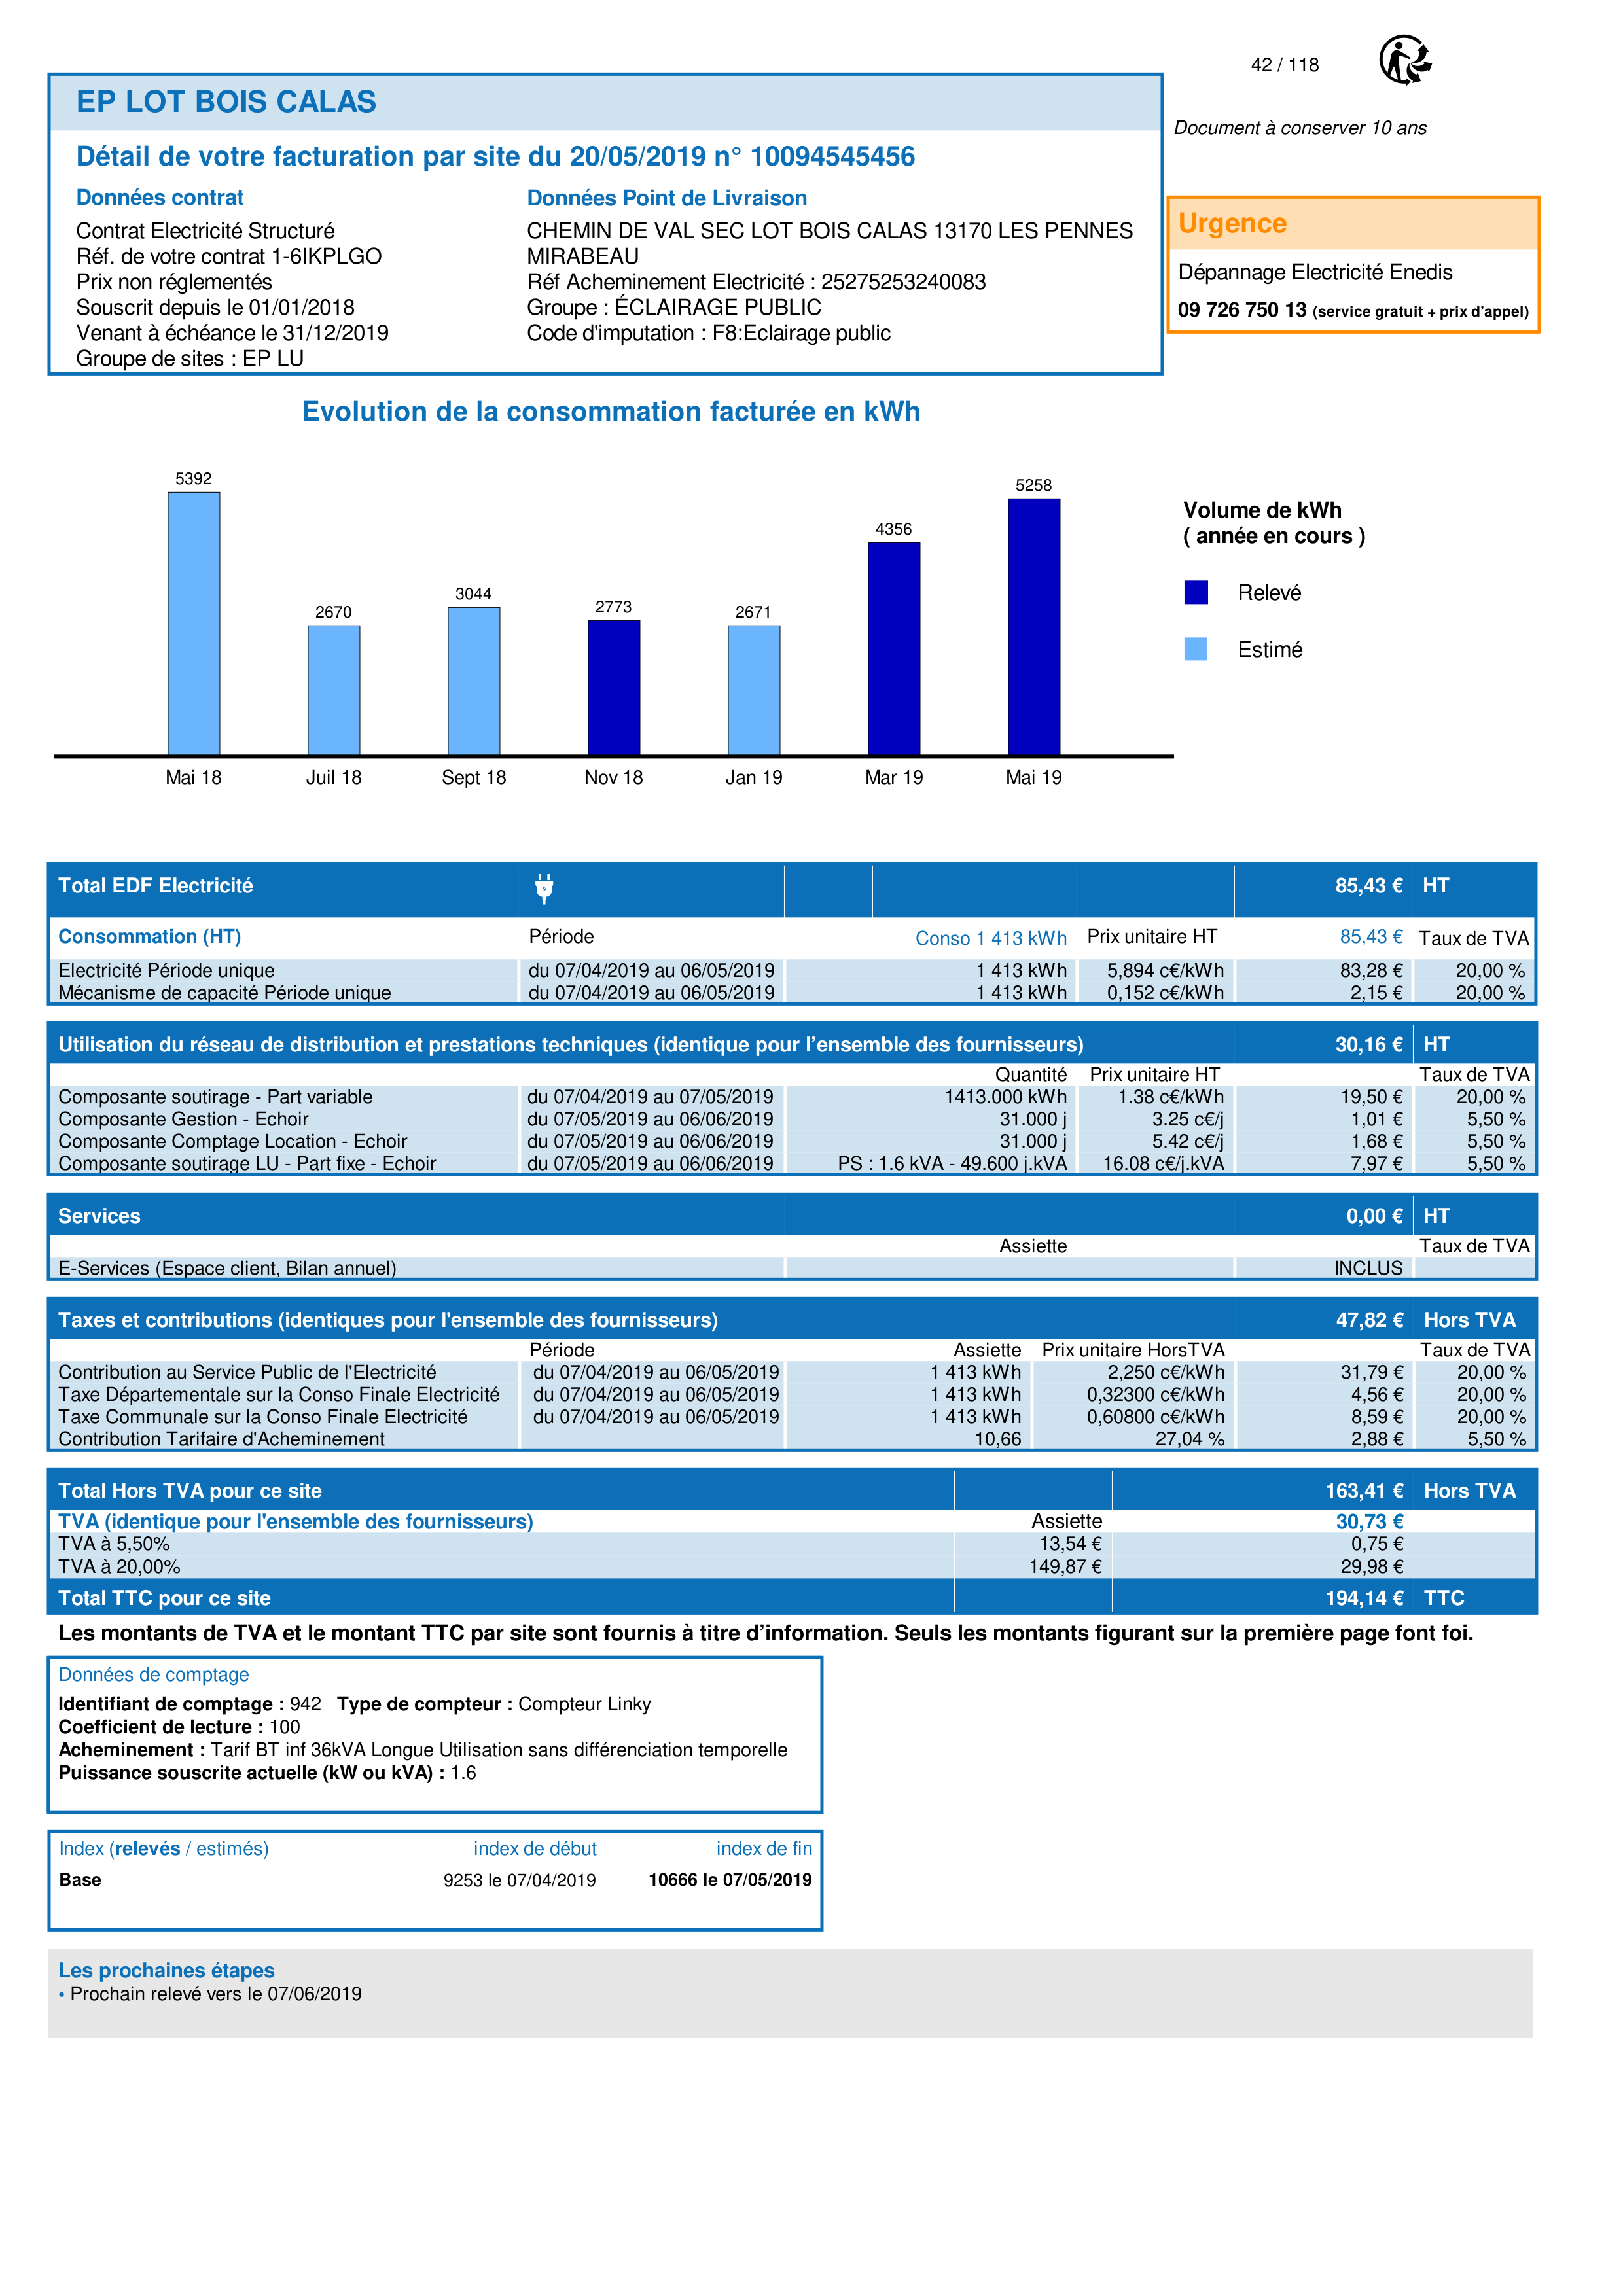 42 / 118
EP LOT BOIS CALAS
Document à conserver 10 ans
Détail de votre facturation par site du 20/05/2019 n° 10094545456
Données contrat
Contrat Electricité Structuré
Réf. de votre contrat 1-6IKPLGO
Prix non réglementés
Souscrit depuis le 01/01/2018
Venant à échéance le 31/12/2019
Groupe de sites : EP LU
Données Point de Livraison
CHEMIN DE VAL SEC LOT BOIS CALAS 13170 LES PENNES
MIRABEAU
Réf Acheminement Electricité : 25275253240083
Groupe : ÉCLAIRAGE PUBLIC
Code d'imputation : F8:Eclairage public
Urgence
Dépannage Electricité Enedis
09 726 750 13 (service gratuit + prix d'appel)
Evolution de la consommation facturée en kWh
5392 2670 3044 2773 2671 4356 5258
Mai 18 Juil 18 Sept 18 Nov 18 Jan 19 Mar 19 Mai 19
Volume de kWh
( année en cours )
Relevé
Estimé
Total EDF Electricité 85,43 € HT
Consommation (HT) Période Conso 1 413 kWh Prix unitaire HT 85,43 € Taux de TVA
Electricité Période unique du 07/04/2019 au 06/05/2019 1 413 kWh 5,894 c€/kWh 83,28 € 20,00 %
Mécanisme de capacité Période unique du 07/04/2019 au 06/05/2019 1 413 kWh 0,152 c€/kWh 2,15 € 20,00 %
Utilisation du réseau de distribution et prestations techniques (identique pour l'ensemble des fournisseurs) 30,16 € HT
Quantité Prix unitaire HT Taux de TVA
Composante soutirage - Part variable du 07/04/2019 au 07/05/2019 1413.000 kWh 1.38 c€/kWh 19,50 € 20,00 %
Composante Gestion - Echoir du 07/05/2019 au 06/06/2019 31.000 j 3.25 c€/j 1,01 € 5,50 %
Composante Comptage Location - Echoir du 07/05/2019 au 06/06/2019 31.000 j 5.42 c€/j 1,68 € 5,50 %
Composante soutirage LU - Part fixe - Echoir du 07/05/2019 au 06/06/2019 PS : 1.6 kVA - 49.600 j.kVA 16.08 c€/j.kVA 7,97 € 5,50 %
Services 0,00 € HT
Assiette Taux de TVA
E-Services (Espace client, Bilan annuel) INCLUS
Taxes et contributions (identiques pour l'ensemble des fournisseurs) 47,82 € Hors TVA
Période Assiette Prix unitaire HorsTVA Taux de TVA
Contribution au Service Public de l'Electricité du 07/04/2019 au 06/05/2019 1 413 kWh 2,250 c€/kWh 31,79 € 20,00 %
Taxe Départementale sur la Conso Finale Electricité du 07/04/2019 au 06/05/2019 1 413 kWh 0,32300 c€/kWh 4,56 € 20,00 %
Taxe Communale sur la Conso Finale Electricité du 07/04/2019 au 06/05/2019 1 413 kWh 0,60800 c€/kWh 8,59 € 20,00 %
Contribution Tarifaire d'Acheminement 10,66 27,04 % 2,88 € 5,50 %
Total Hors TVA pour ce site 163,41 € Hors TVA
TVA (identique pour l'ensemble des fournisseurs) Assiette 30,73 €
TVA à 5,50% 13,54 € 0,75 €
TVA à 20,00% 149,87 € 29,98 €
Total TTC pour ce site 194,14 € TTC
Les montants de TVA et le montant TTC par site sont fournis à titre d'information. Seuls les montants figurant sur la première page font foi.
Données de comptage
Identifiant de comptage : 942 Type de compteur : Compteur Linky
Coefficient de lecture : 100
Acheminement : Tarif BT inf 36kVA Longue Utilisation sans différenciation temporelle
Puissance souscrite actuelle (kW ou kVA) : 1.6
Index (relevés / estimés) index de début index de fin
Base 9253 le 07/04/2019 10666 le 07/05/2019
Les prochaines étapes
• Prochain relevé vers le 07/06/2019